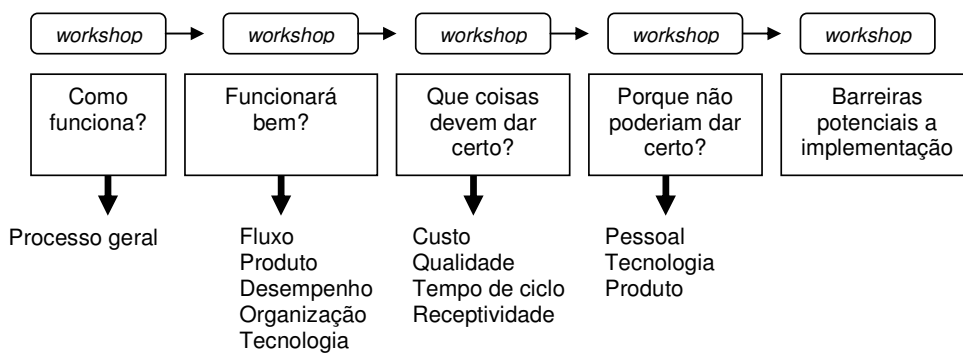 workshop
workshop
workshop
workshop
workshop
Como
funciona?
Funcionará
bem?
Que coisas
devem dar
certo?
Porque não
poderiam dar
certo?
Barreiras
potenciais a
implementação
Processo geral
Fluxo
Produto
Desempenho
Organização
Tecnologia
Custo
Qualidade
Tempo de ciclo
Receptividade
Pessoal
Tecnologia
Produto